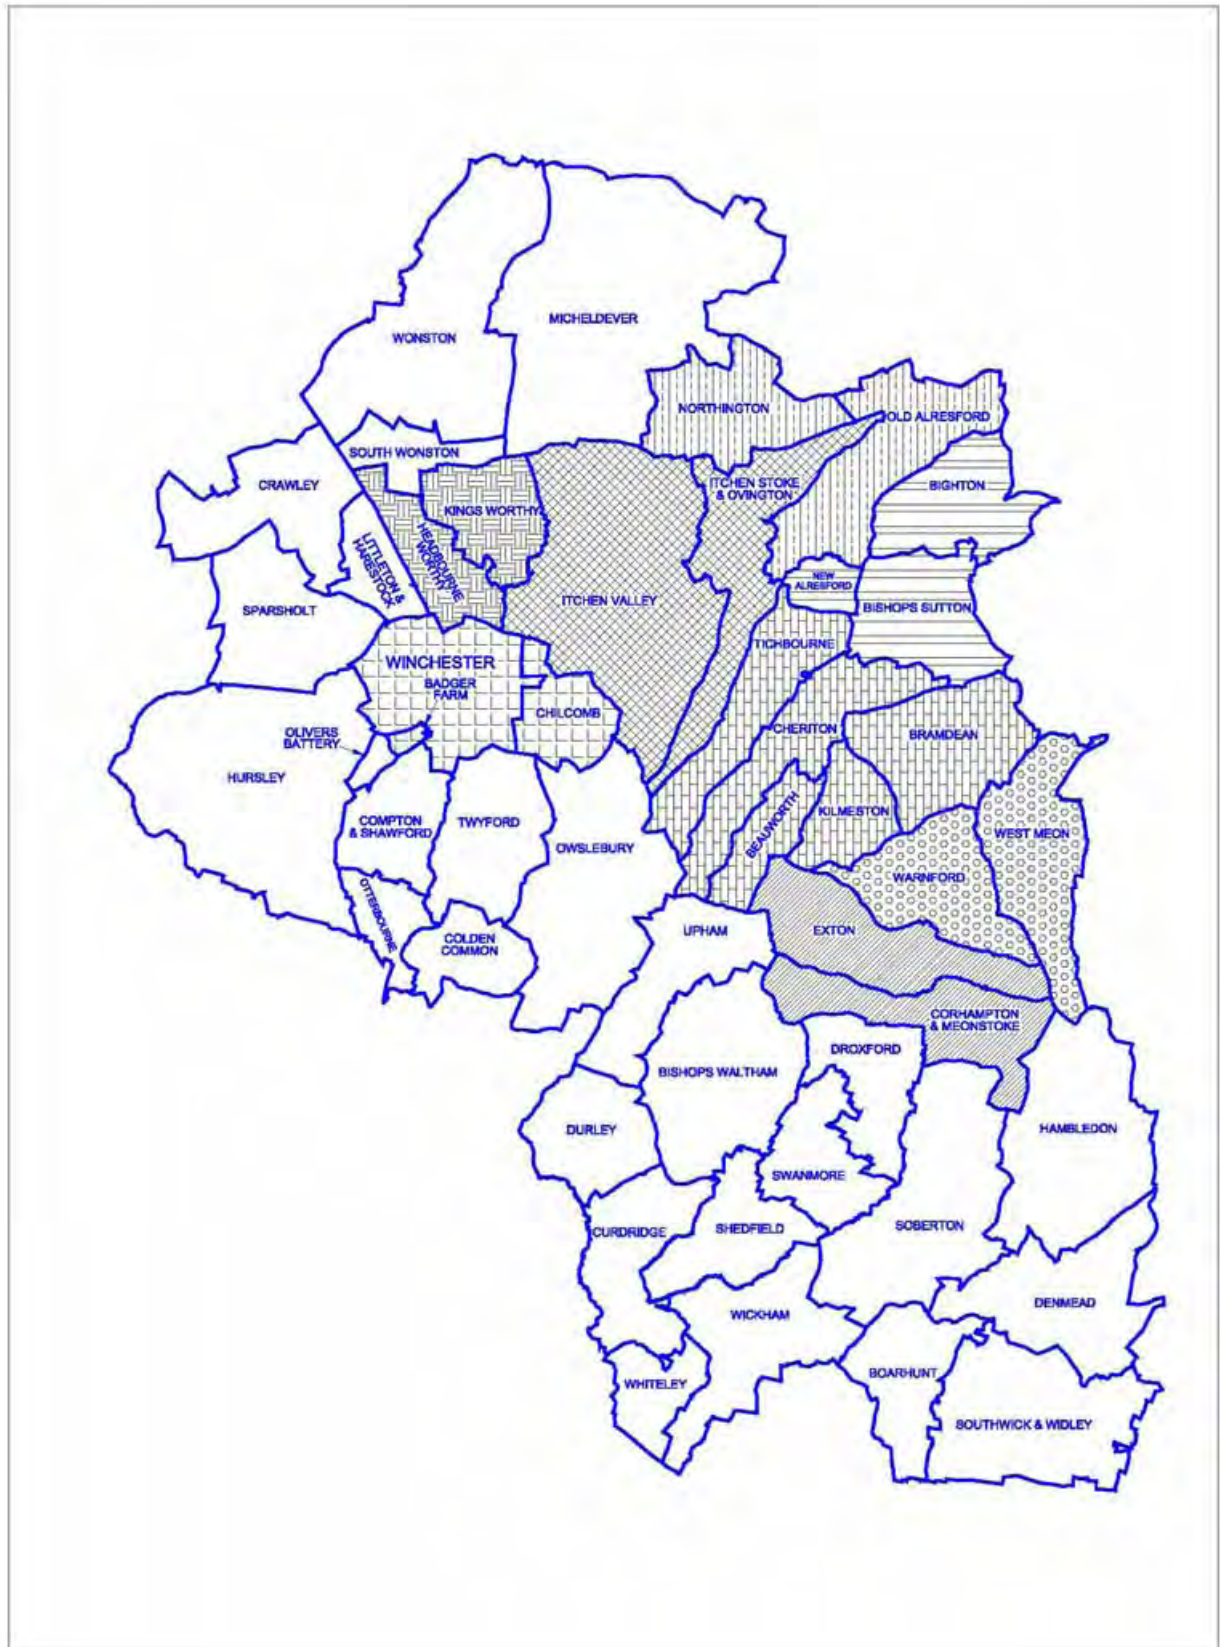 MICHELDEVER
WONSTON
NORTHINGTON
OLD ALRESFORD
SOUTH WONSTON
CRAWLEY
ITCHEN STOKE
& OVINGTON
BIGHTON
KINGS WORTHY
HEADBOURNE
WORTHY
LITTLETON &
HARESTOCK
NEW
ALRESFORD
ITCHEN VALLEY
BISHOPS SUTTON
SPARSHOLT
TICHBOURNE
WINCHESTER
BADGER
FARM
CHILCOMB
CHERITON
BRAMDEAN
OLIVERS
BATTERY
HURSLEY
KILMESTON
BEAUWORTH
COMPTON
& SHAWFORD
TWYFORD
WEST MEON
OWSLEBURY
WARNFORD
OTTERBOURNE
UPHAM
EXTON
COLDEN
COMMON
CORHAMPTON
& MEONSTOKE
DROXFORD
BISHOPS WALTHAM
DURLEY
HAMBLEDON
SWANMORE
CURDRIDGE
SHEDFIELD
SOBERTON
DENMEAD
WICKHAM
BOARHUNT
WHITELEY
SOUTHWICK & WIDLEY